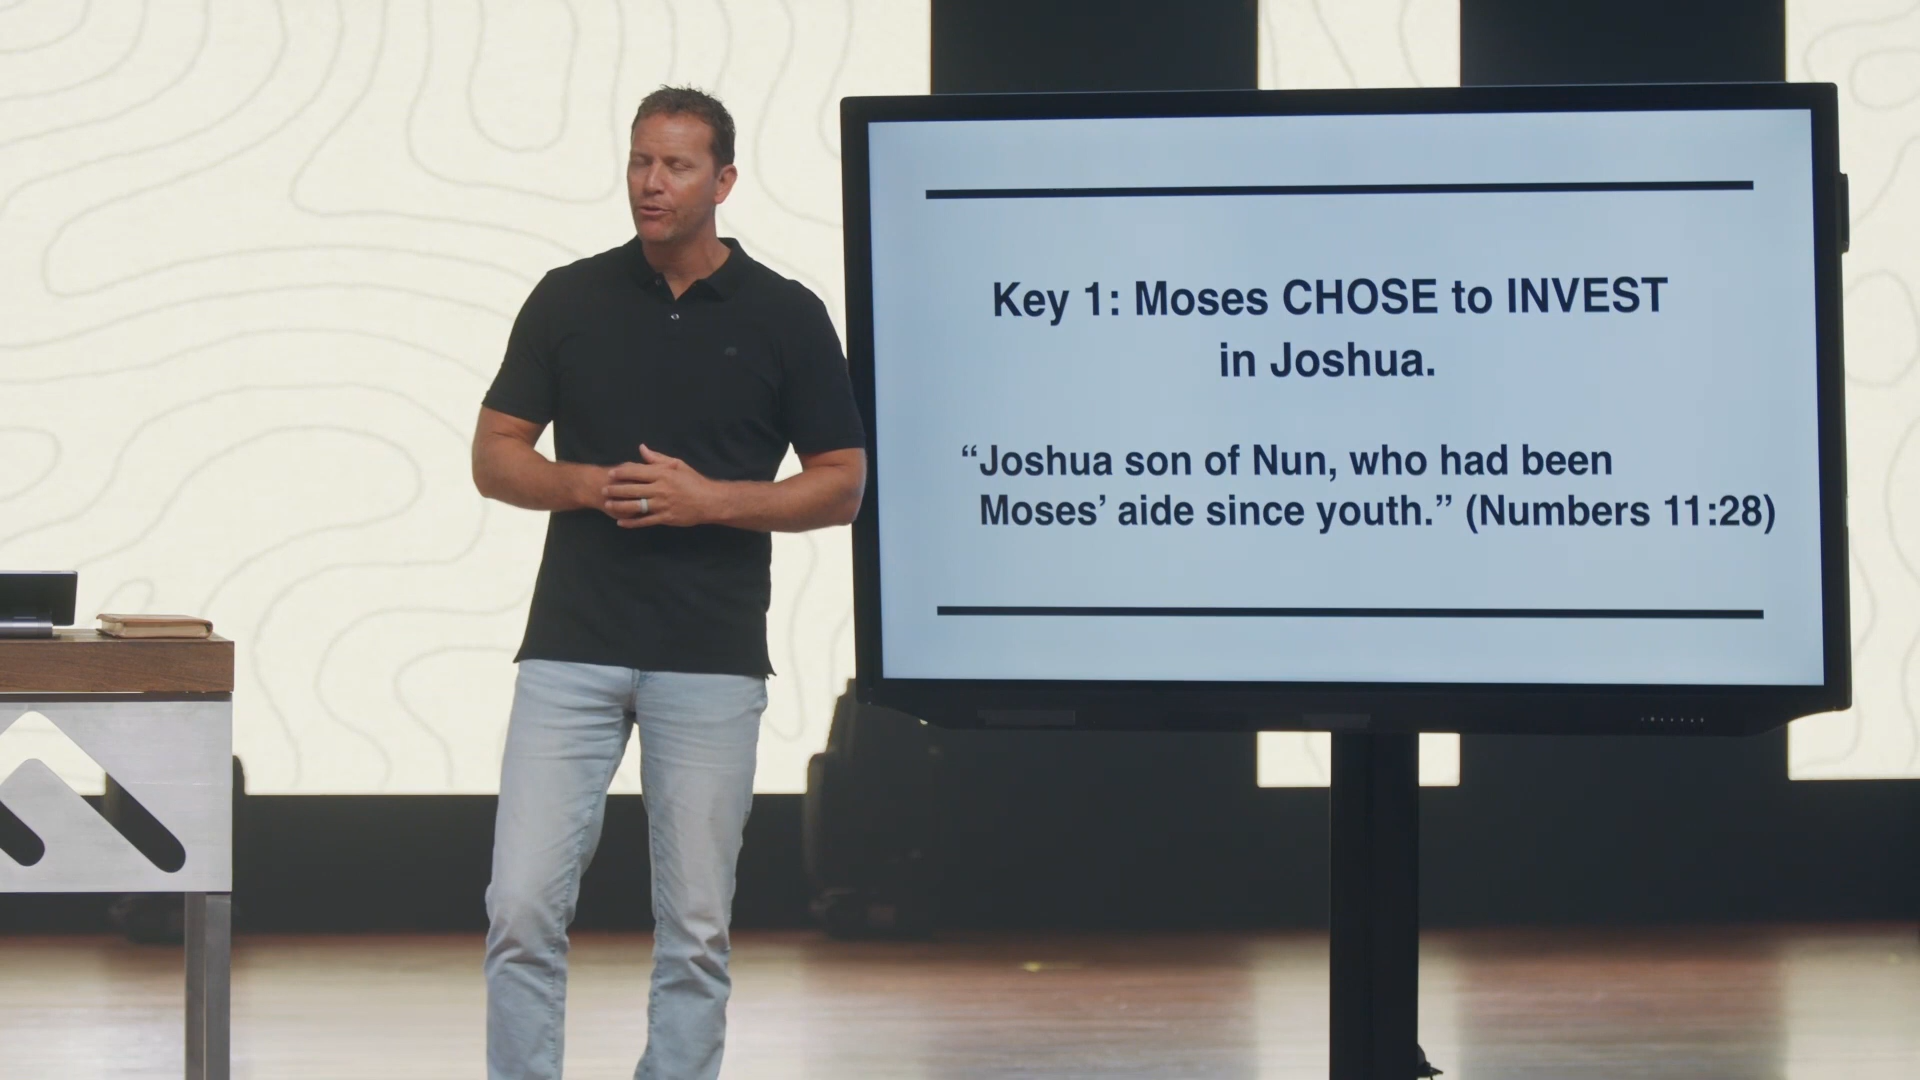 Key 1: Moses CHOSE to INVEST
in Joshua.
“Joshua son of Nun, who had been
Moses’ aide since youth.” (Numbers 11:28)